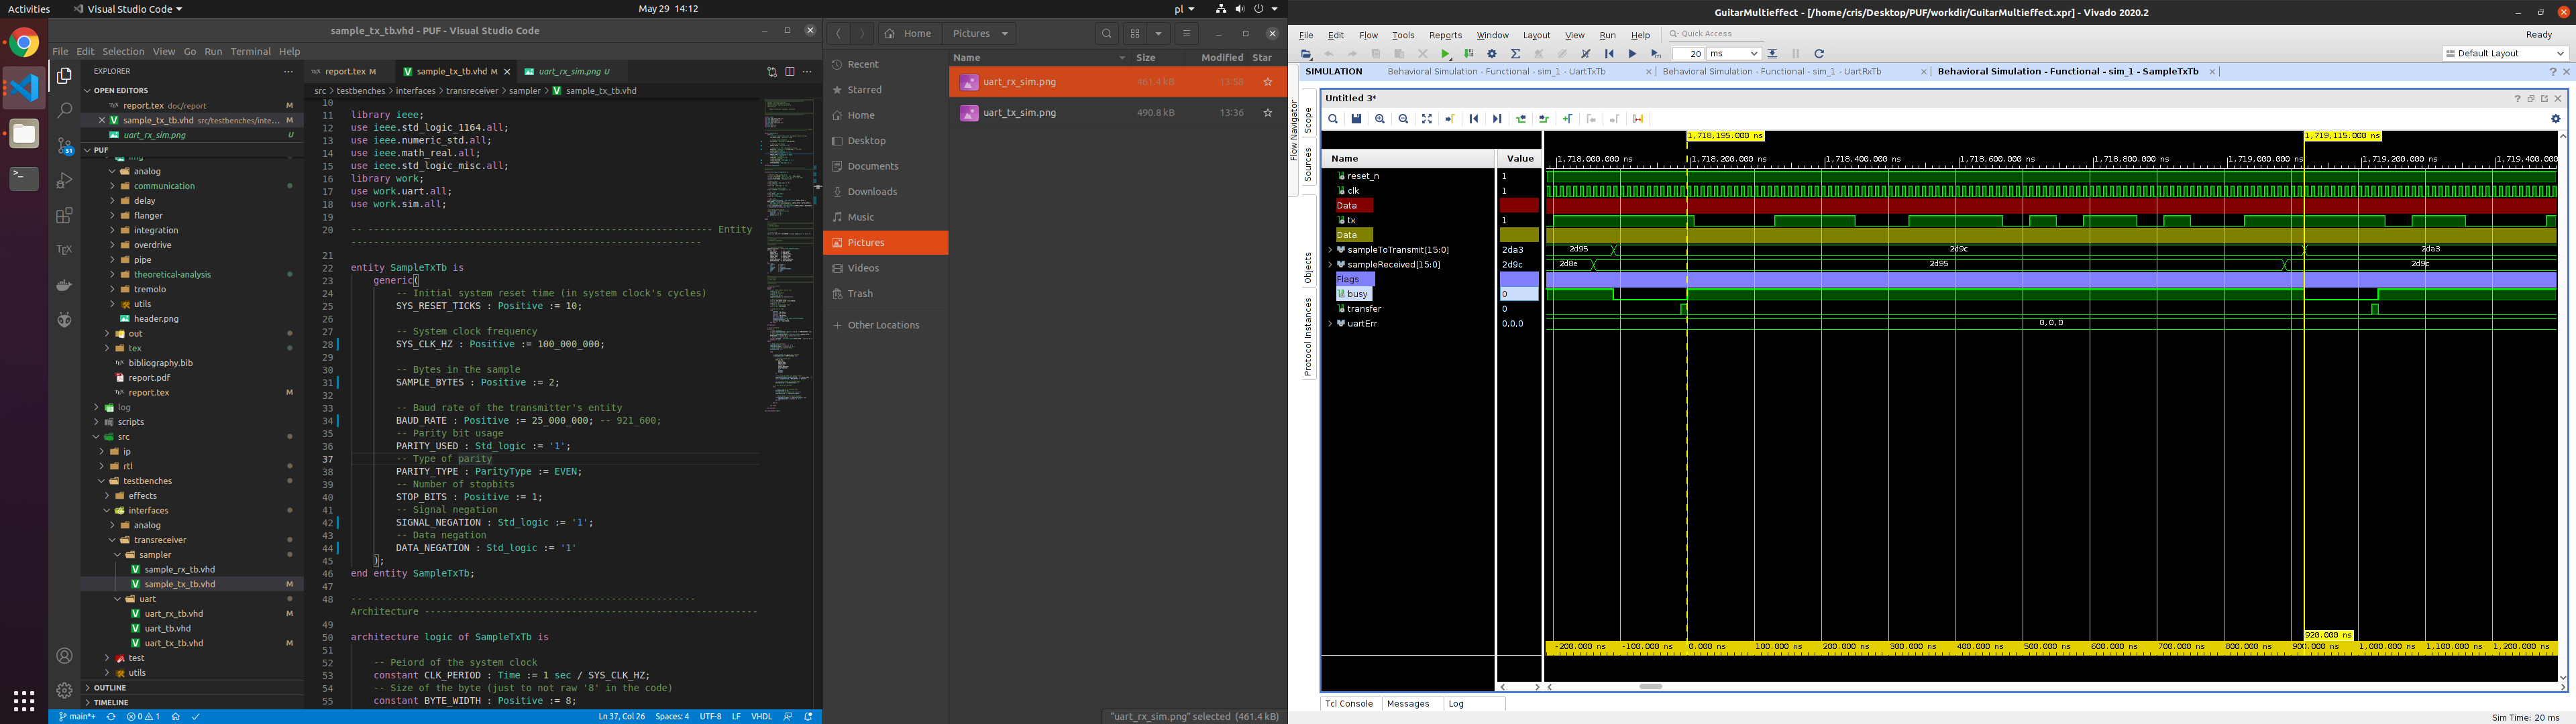 Activities
Visual Studio Code
May 29 14:12
pl
sample_tx_tb.vhd - PUF - Visual Studio Code
File Edit Selection View Go Run Terminal Help
EXPLORER
OPEN EDITORS
report.tex doc/report M
sample_tx_tb.vhd src/testbenches/inte... M
uart_rx_sim.png U
PUF
img
analog
communication
delay
flanger
integration
overdrive
pipe
theoretical-analysis
tremolo
utils
header.png
out
tex
bibliography.bib
report.pdf
report.tex M
log
scripts
src
ip
rtl
testbenches
effects
interfaces
analog
transreceiver
sampler
sample_rx_tb.vhd
sample_tx_tb.vhd M
uart
uart_rx_tb.vhd M
uart_tb.vhd
uart_tx_tb.vhd M
test
utils
OUTLINE
TIMELINE
51
main*+ 0 1
report.tex M
sample_tx_tb.vhd M
uart_rx_sim.png U
src > testbenches > interfaces > transreceiver > sampler > sample_tx_tb.vhd
10
11 library ieee;
12 use ieee.std_logic_1164.all;
13 use ieee.numeric_std.all;
14 use ieee.math_real.all;
15 use ieee.std_logic_misc.all;
16 library work;
17 use work.uart.all;
18 use work.sim.all;
19
20 -- ------------------------------------------------------------- Entity
--------------------------------------------------------------
21
22 entity SampleTxTb is
23 generic(
24 -- Initial system reset time (in system clock's cycles)
25 SYS_RESET_TICKS : Positive := 10;
26
27 -- System clock frequency
28 SYS_CLK_HZ : Positive := 100_000_000;
29
30 -- Bytes in the sample
31 SAMPLE_BYTES : Positive := 2;
32
33 -- Baud rate of the transmitter's entity
34 BAUD_RATE : Positive := 25_000_000; -- 921_600;
35 -- Parity bit usage
36 PARITY_USED : Std_logic := '1';
37 -- Type of parity
38 PARITY_TYPE : ParityType := EVEN;
39 -- Number of stopbits
40 STOP_BITS : Positive := 1;
41 -- Signal negation
42 SIGNAL_NEGATION : Std_logic := '1';
43 -- Data negation
44 DATA_NEGATION : Std_logic := '1'
45 );
46 end entity SampleTxTb;
47
48 -- ----------------------------------------------------------
Architecture -----------------------------------------------------------
49
50 architecture logic of SampleTxTb is
51
52 -- Peiord of the system clock
53 constant CLK_PERIOD : Time := 1 sec / SYS_CLK_HZ;
54 -- Size of the byte (just to not raw '8' in the code)
55 constant BYTE_WIDTH : Positive := 8;
Ln 37, Col 26 Spaces: 4 UTF-8 LF VHDL
Home Pictures
Recent
Starred
Home
Desktop
Documents
Downloads
Music
Pictures
Videos
Trash
Other Locations
Name Size Modified Star
uart_rx_sim.png 461.4 kB 13:58
uart_tx_sim.png 490.8 kB 13:36
"uart_rx_sim.png" selected (461.4 kB)
GuitarMultieffect - [/home/cris/Desktop/PUF/workdir/GuitarMultieffect.xpr] - Vivado 2020.2
File Edit Flow Tools Reports Window Layout View Run Help Quick Access
Ready
20 ms
Default Layout
SIMULATION
Behavioral Simulation - Functional - sim_1 - UartTxTb
Behavioral Simulation - Functional - sim_1 - UartRxTb
Behavioral Simulation - Functional - sim_1 - SampleTxTb
Flow Navigator
Scope
Sources
Objects
Protocol Instances
Untitled 3*
1,718,195.000 ns
1,719,115.000 ns
Name Value
1,718,000.000 ns 1,718,200.000 ns 1,718,400.000 ns 1,718,600.000 ns 1,718,800.000 ns 1,719,000.000 ns 1,719,200.000 ns 1,719,400.000
reset_n 1
clk 1
Data
tx 1
Data
sampleToTransmit[15:0] 2da3 2d95 2d9c 2da3
sampleReceived[15:0] 2d9c 2d8e 2d95 2d9c
Flags
busy 0
transfer 0
uartErr 0,0,0 0,0,0
920.000 ns
-200.000 ns -100.000 ns 0.000 ns 100.000 ns 200.000 ns 300.000 ns 400.000 ns 500.000 ns 600.000 ns 700.000 ns 800.000 ns 900.000 ns 1,000.000 ns 1,100.000 ns 1,200.000 ns
Tcl Console Messages Log
Sim Time: 20 ms